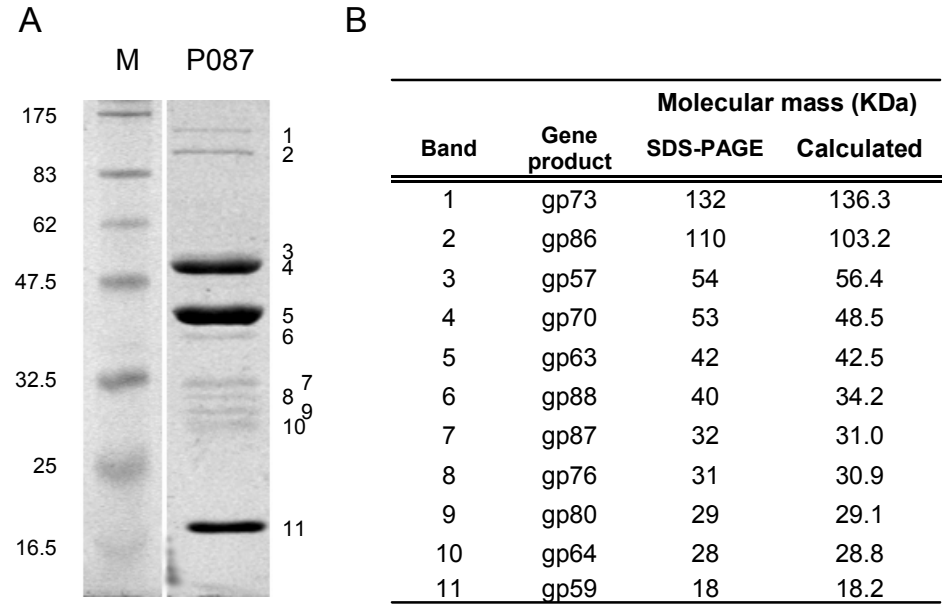 A
B
M P087
175
83
62
47.5
32.5
25
16.5
1
2
3
4
5
6
7
8
9
10
11
Molecular mass (KDa)
Band Gene product SDS-PAGE Calculated
1 gp73 132 136.3
2 gp86 110 103.2
3 gp57 54 56.4
4 gp70 53 48.5
5 gp63 42 42.5
6 gp88 40 34.2
7 gp87 32 31.0
8 gp76 31 30.9
9 gp80 29 29.1
10 gp64 28 28.8
11 gp59 18 18.2